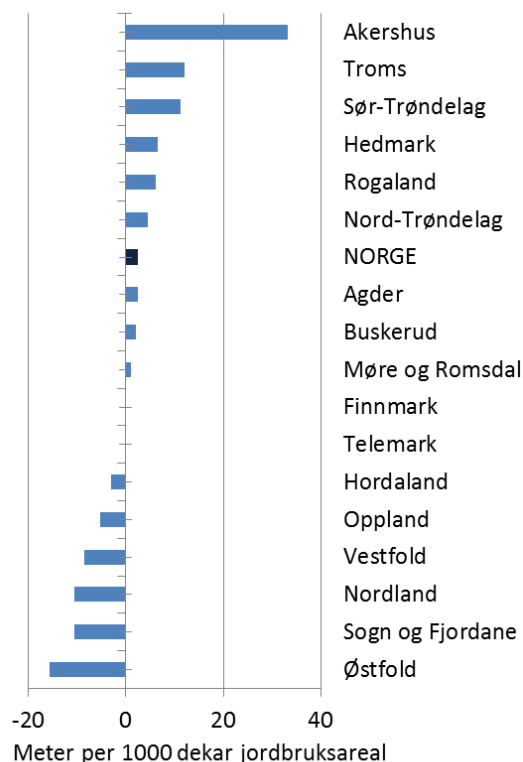 Akershus
Troms
Sør-Trøndelag
Hedmark
Rogaland
Nord-Trøndelag
NORGE
Agder
Buskerud
Møre og Romsdal
Finnmark
Telemark
Hordaland
Oppland
Vestfold
Nordland
Sogn og Fjordane
Østfold
-20 0 20 40
Meter per 1000 dekar jordbruksareal